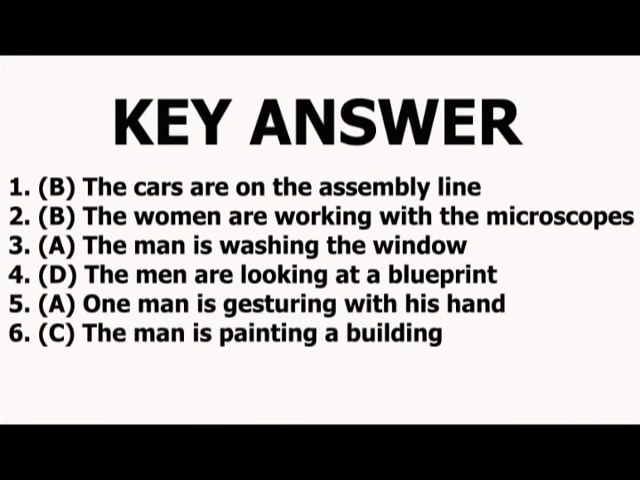 KEY ANSWER
1. (B) The cars are on the assembly line
2. (B) The women are working with the microscopes
3. (A) The man is washing the window
4. (D) The men are looking at a blueprint
5. (A) One man is gesturing with his hand
6. (C) The man is painting a building